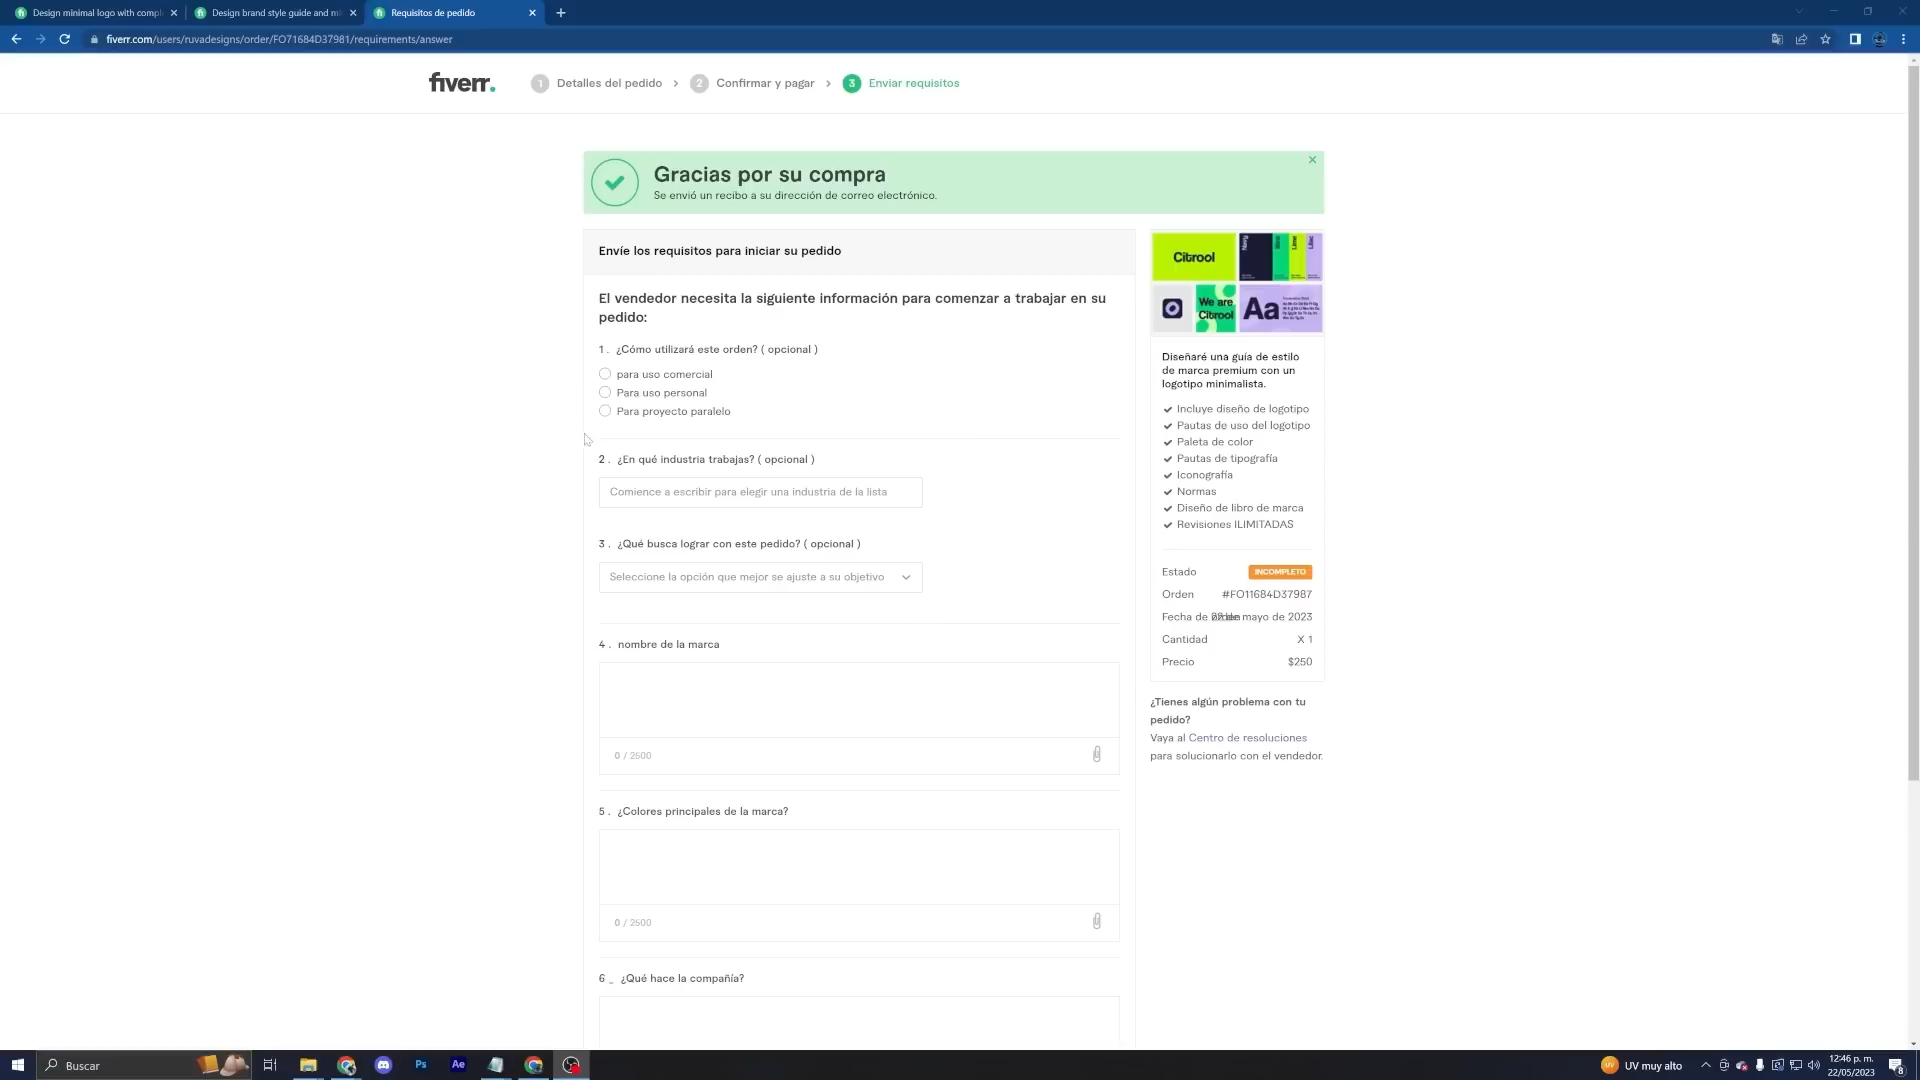 Design minimal logo with compl
Design brand style guide and mi
Requisitos de pedido
fiverr.com/users/ruvadesigns/order/FO71684D37981/requirements/answer
fiverr.
1 Detalles del pedido
2 Confirmar y pagar
3 Enviar requisitos
Gracias por su compra
Se envió un recibo a su dirección de correo electrónico.
Envíe los requisitos para iniciar su pedido
El vendedor necesita la siguiente información para comenzar a trabajar en su
pedido:
1 . ¿Cómo utilizará este orden? ( opcional )
para uso comercial
Para uso personal
Para proyecto paralelo
2 . ¿En qué industria trabajas? ( opcional )
Comience a escribir para elegir una industria de la lista
3 . ¿Qué busca lograr con este pedido? ( opcional )
Seleccione la opción que mejor se ajuste a su objetivo
4 . nombre de la marca
0 / 2500
5 . ¿Colores principales de la marca?
0 / 2500
6 _ ¿Qué hace la compañía?
Citrool
Navy
Lime
Lilac
We are
Citrool
Aa
Diseñaré una guía de estilo
de marca premium con un
logotipo minimalista.
Incluye diseño de logotipo
Pautas de uso del logotipo
Paleta de color
Pautas de tipografía
Iconografía
Normas
Diseño de libro de marca
Revisiones ILIMITADAS
Estado INCOMPLETO
Orden #FO11684D37987
Fecha de orden 22 de mayo de 2023
Cantidad X 1
Precio $250
¿Tienes algún problema con tu
pedido?
Vaya al Centro de resoluciones
para solucionarlo con el vendedor.
Buscar
Ps
Ae
UV muy alto
12:46 p. m.
22/05/2023
8